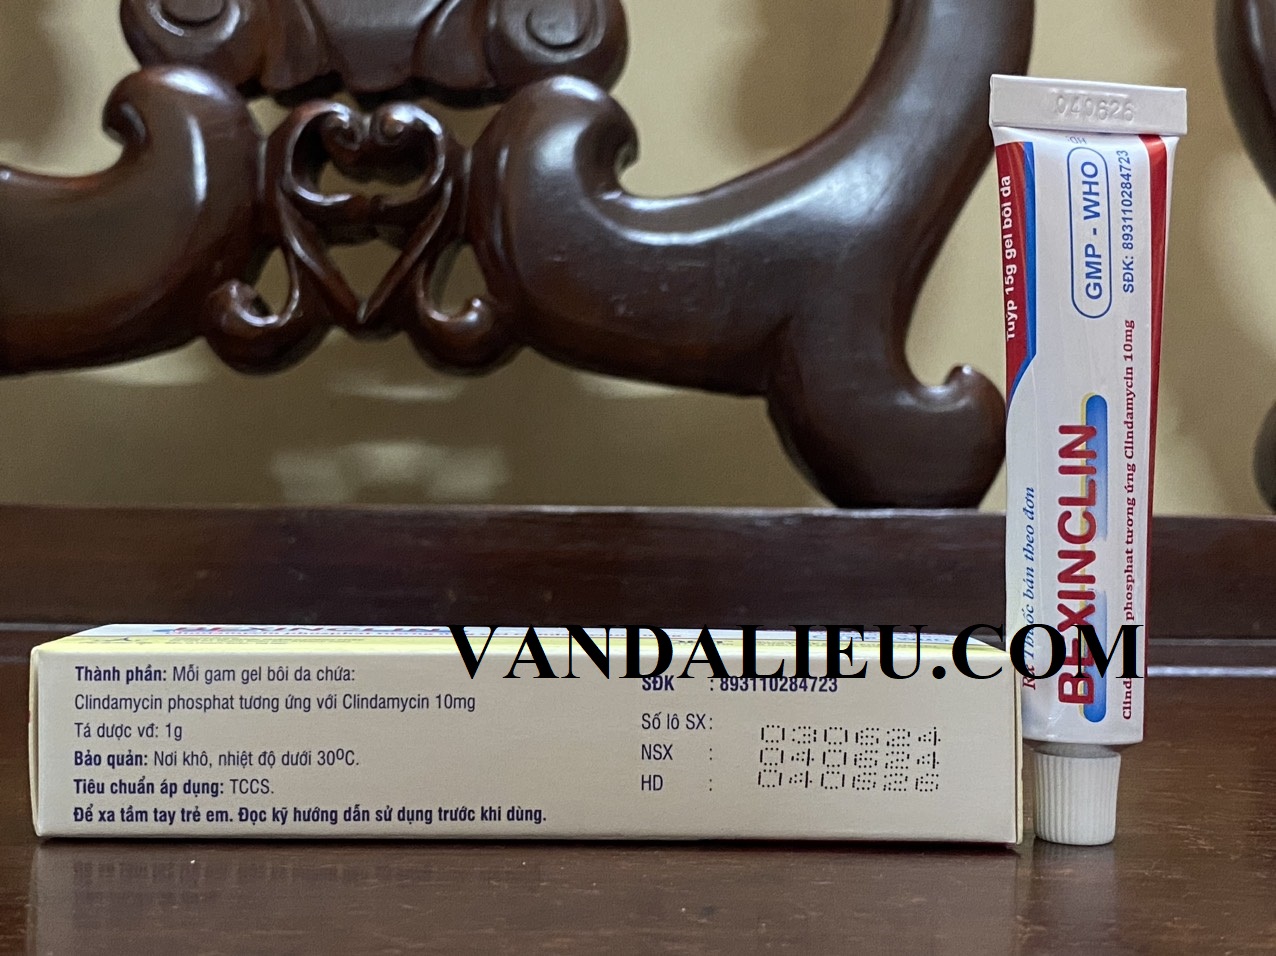 040626
Tuýp 15g gel bôi da
GMP - WHO
SĐK: 893110284723
Rx Thuốc bán theo đơn
BEXINCLIN
phosphat tương ứng Clindamycin 10mg
VANDALIEU.COM
BEXINCLIN
Thành phần: Mỗi gam gel bôi da chứa:
Clindamycin phosphat tương ứng với Clindamycin 10mg
Tá dược vđ: 1g
Bảo quản: Nơi khô, nhiệt độ dưới 30ºC.
Tiêu chuẩn áp dụng: TCCS.
Để xa tầm tay trẻ em. Đọc kỹ hướng dẫn sử dụng trước khi dùng.
SĐK : 893110284723
Số lô SX: 030624
NSX : 040624
HD : 040626